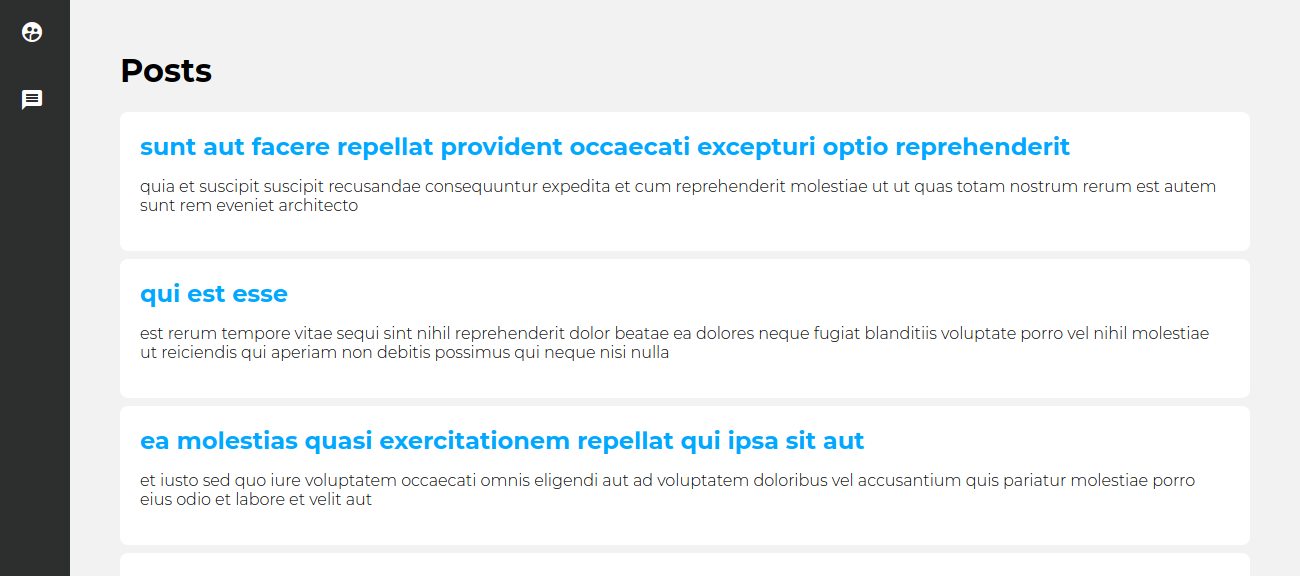 Posts
sunt aut facere repellat provident occaecati excepturi optio reprehenderit
quia et suscipit suscipit recusandae consequuntur expedita et cum reprehenderit molestiae ut ut quas totam nostrum rerum est autem
sunt rem eveniet architecto
qui est esse
est rerum tempore vitae sequi sint nihil reprehenderit dolor beatae ea dolores neque fugiat blanditiis voluptate porro vel nihil molestiae
ut reiciendis qui aperiam non debitis possimus qui neque nisi nulla
ea molestias quasi exercitationem repellat qui ipsa sit aut
et iusto sed quo iure voluptatem occaecati omnis eligendi aut ad voluptatem doloribus vel accusantium quis pariatur molestiae porro
eius odio et labore et velit aut